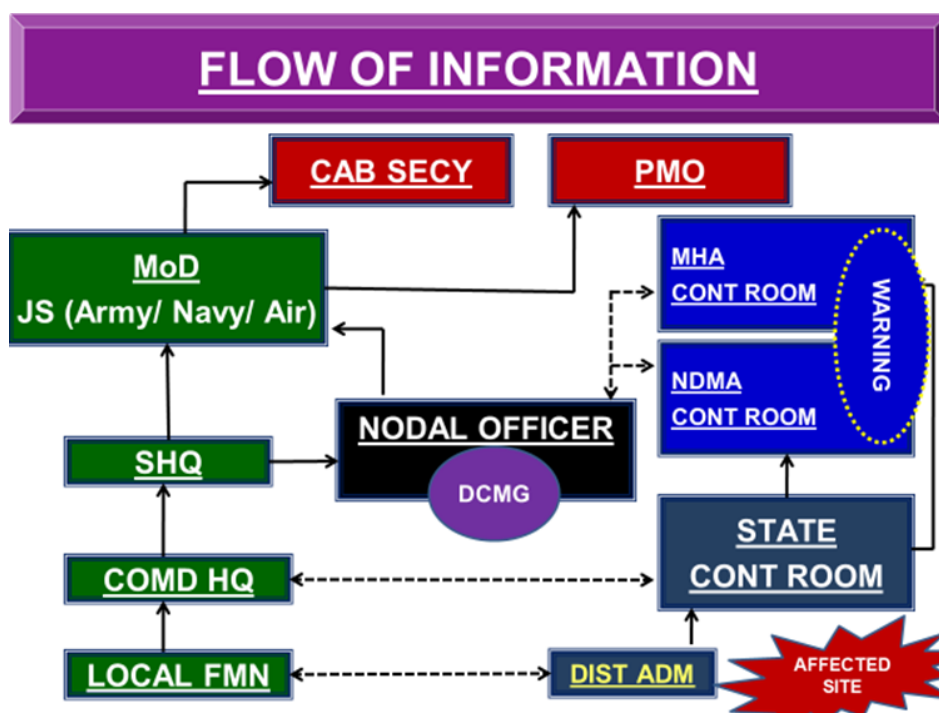 FLOW OF INFORMATION
CAB SECY
PMO
MoD
JS (Army/ Navy/ Air)
MHA
CONT ROOM
WARNING
NDMA
CONT ROOM
NODAL OFFICER
DCMG
SHQ
STATE
CONT ROOM
COMD HQ
LOCAL FMN
DIST ADM
AFFECTED
SITE